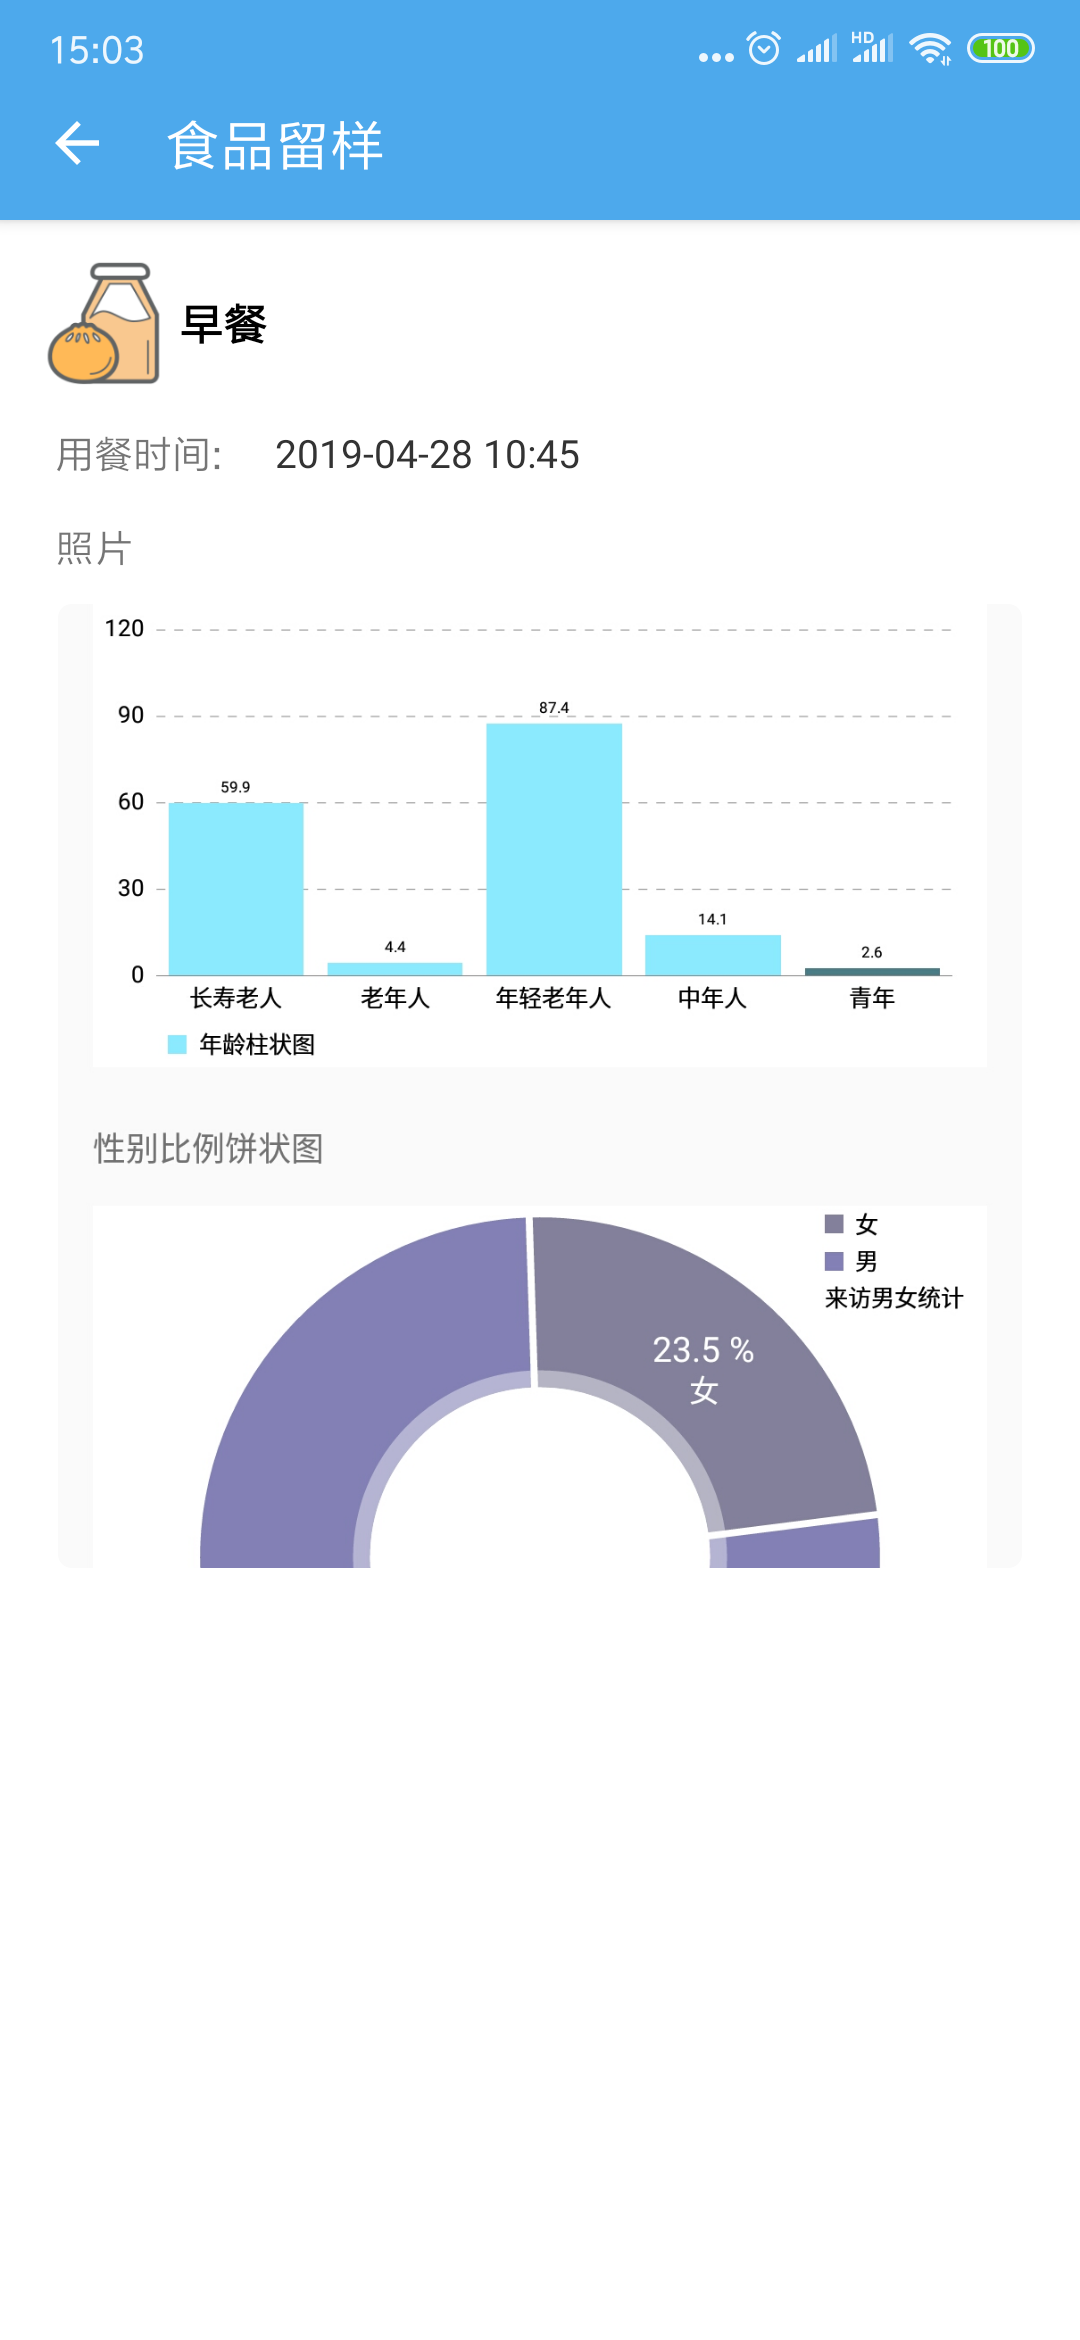 15:03
HD
100
食品留样
早餐
用餐时间: 2019-04-28 10:45
照片
120
90
60
30
0
59.9
4.4
87.4
14.1
2.6
长寿老人 老年人 年轻老年人 中年人 青年
年龄柱状图
性别比例饼状图
女
男
来访男女统计
23.5 %
女